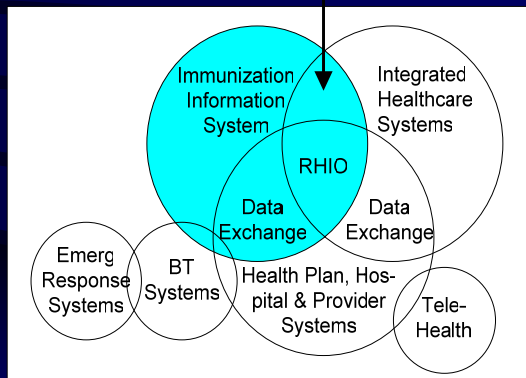 Immunization
Information
System
Integrated
Healthcare
Systems
RHIO
Data
Exchange
Data
Exchange
Emerg
Response
Systems
BT
Systems
Health Plan, Hos-
pital & Provider
Systems
Tele-
Health